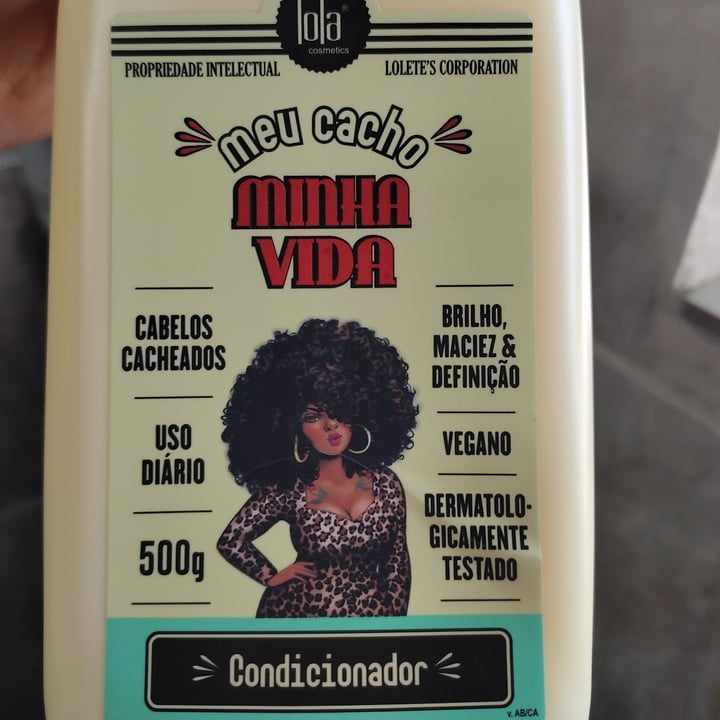 lola
cosmetics
PROPRIEDADE INTELECTUAL
LOLETE'S CORPORATION
meu cacho
MINHA
VIDA
CABELOS
CACHEADOS
USO
DIÁRIO
500g
BRILHO,
MACIEZ &
DEFINIÇÃO
VEGANO
DERMATOLO-
GICAMENTE
TESTADO
Condicionador
v. AB/CA